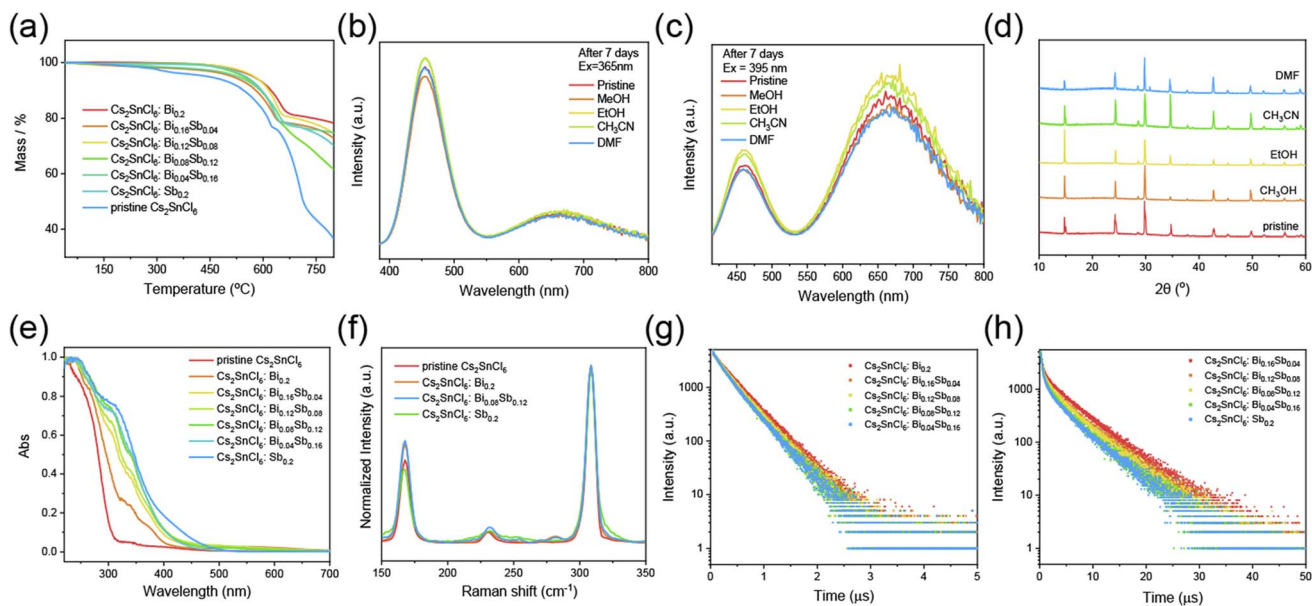 (a)
Mass / %
100
80
60
40
Cs₂SnCl₆: Bi₀.₂
Cs₂SnCl₆: Bi₀.₁₆Sb₀.₀₄
Cs₂SnCl₆: Bi₀.₁₂Sb₀.₀₈
Cs₂SnCl₆: Bi₀.₀₈Sb₀.₁₂
Cs₂SnCl₆: Bi₀.₀₄Sb₀.₁₆
Cs₂SnCl₆: Sb₀.₂
pristine Cs₂SnCl₆
150 300 450 600 750
Temperature (ºC)
(b)
Intensity (a.u.)
After 7 days
Ex=365nm
Pristine
MeOH
EtOH
CH₃CN
DMF
400 500 600 700 800
Wavelength (nm)
(c)
Intensity (a.u.)
After 7 days
Ex = 395 nm
Pristine
MeOH
EtOH
CH₃CN
DMF
450 500 550 600 650 700 750 800
Wavelength (nm)
(d)
DMF
CH₃CN
EtOH
CH₃OH
pristine
10 20 30 40 50 60
2θ (º)
(e)
Abs
1.0
0.8
0.6
0.4
0.2
0.0
pristine Cs₂SnCl₆
Cs₂SnCl₆: Bi₀.₂
Cs₂SnCl₆: Bi₀.₁₆Sb₀.₀₄
Cs₂SnCl₆: Bi₀.₁₂Sb₀.₀₈
Cs₂SnCl₆: Bi₀.₀₈Sb₀.₁₂
Cs₂SnCl₆: Bi₀.₀₄Sb₀.₁₆
Cs₂SnCl₆: Sb₀.₂
300 400 500 600 700
Wavelength (nm)
(f)
Normalized Intensity (a.u.)
pristine Cs₂SnCl₆
Cs₂SnCl₆: Bi₀.₂
Cs₂SnCl₆: Bi₀.₀₈Sb₀.₁₂
Cs₂SnCl₆: Sb₀.₂
150 200 250 300 350
Raman shift (cm⁻¹)
(g)
Intensity (a.u.)
1000
100
10
1
Cs₂SnCl₆: Bi₀.₂
Cs₂SnCl₆: Bi₀.₁₆Sb₀.₀₄
Cs₂SnCl₆: Bi₀.₁₂Sb₀.₀₈
Cs₂SnCl₆: Bi₀.₀₈Sb₀.₁₂
Cs₂SnCl₆: Bi₀.₀₄Sb₀.₁₆
0 1 2 3 4 5
Time (μs)
(h)
Intensity (a.u.)
1000
100
10
1
Cs₂SnCl₆: Bi₀.₁₆Sb₀.₀₄
Cs₂SnCl₆: Bi₀.₁₂Sb₀.₀₈
Cs₂SnCl₆: Bi₀.₀₈Sb₀.₁₂
Cs₂SnCl₆: Bi₀.₀₄Sb₀.₁₆
Cs₂SnCl₆: Sb₀.₂
0 10 20 30 40 50
Time (μs)